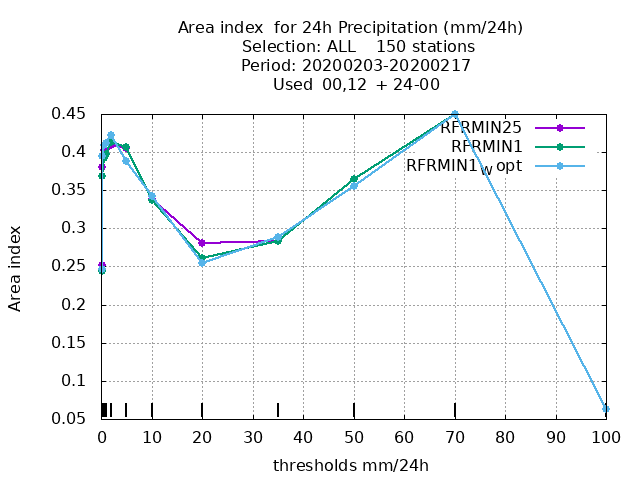 Area index  for 24h Precipitation (mm/24h)
Selection: ALL    150 stations
Period: 20200203-20200217
Used  00,12  + 24-00
RFRMIN25
RFRMIN1
RFRMIN1wopt
Area index
0.45
0.4
0.35
0.3
0.25
0.2
0.15
0.1
0.05
0 10 20 30 40 50 60 70 80 90 100
thresholds mm/24h